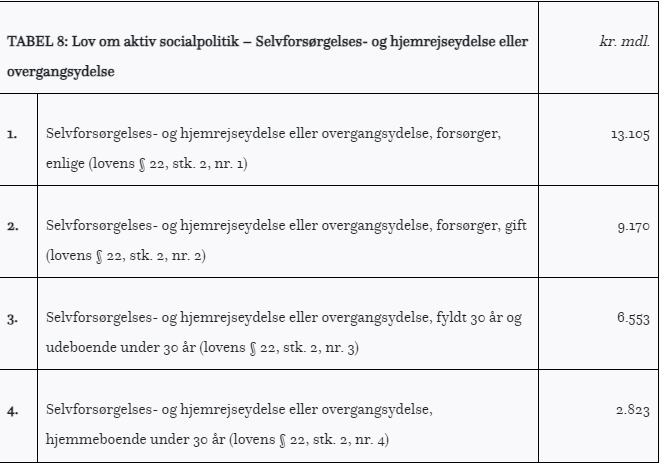 TABEL 8: Lov om aktiv socialpolitik – Selvforsørgelses- og hjemrejseydelse eller
overgangsydelse
kr. mdl.
1.
Selvforsørgelses- og hjemrejseydelse eller overgangsydelse, forsørger,
enlige (lovens § 22, stk. 2, nr. 1)
13.105
2.
Selvforsørgelses- og hjemrejseydelse eller overgangsydelse, forsørger, gift
(lovens § 22, stk. 2, nr. 2)
9.170
3.
Selvforsørgelses- og hjemrejseydelse eller overgangsydelse, fyldt 30 år og
udeboende under 30 år (lovens § 22, stk. 2, nr. 3)
6.553
4.
Selvforsørgelses- og hjemrejseydelse eller overgangsydelse,
hjemmeboende under 30 år (lovens § 22, stk. 2, nr. 4)
2.823